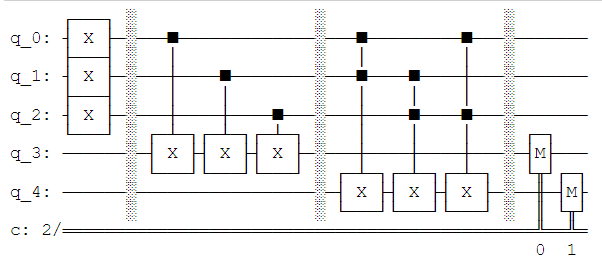 q_0: X
q_1: X
q_2: X
q_3: X X X M
q_4: X X X M
c: 2/
0 1